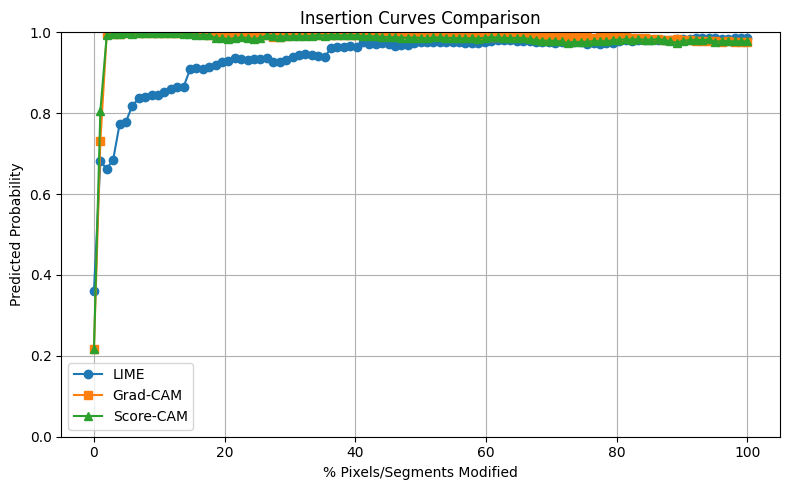 Insertion Curves Comparison
1.0
0.8
0.6
0.4
0.2
0.0
Predicted Probability
LIME
Grad-CAM
Score-CAM
0 20 40 60 80 100
% Pixels/Segments Modified